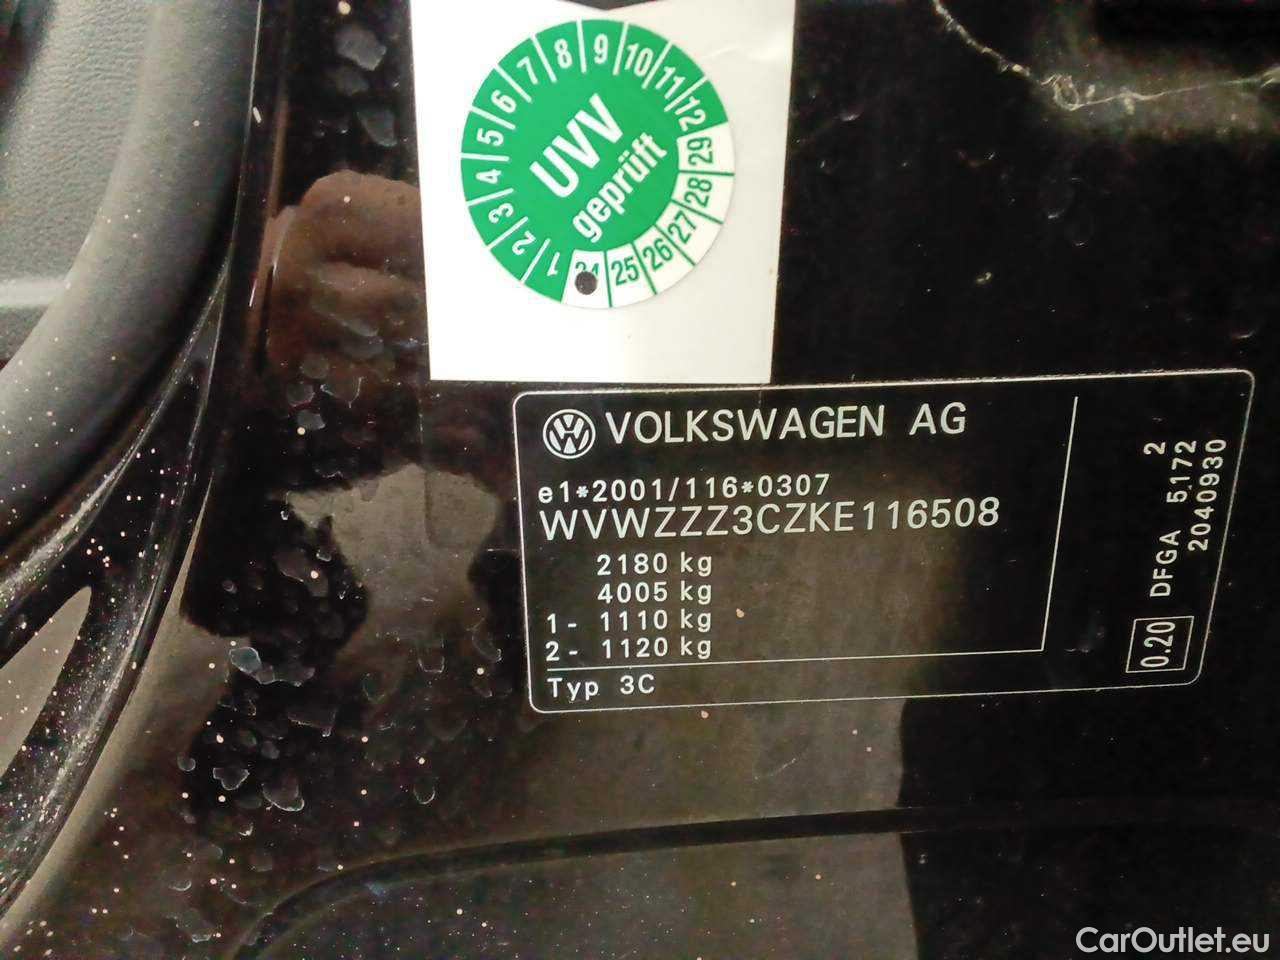 1 2 3 4 5 6 7 8 9 10 11 12
29 28 27 26 25 24
UVV
geprüft
VOLKSWAGEN AG
e1*2001/116*0307
WVWZZZ3CZKE116508
2180 kg
4005 kg
1- 1110 kg
2- 1120 kg
Typ 3C
0.20 DFGA 5,172 2
2040930
CarOutlet.eu